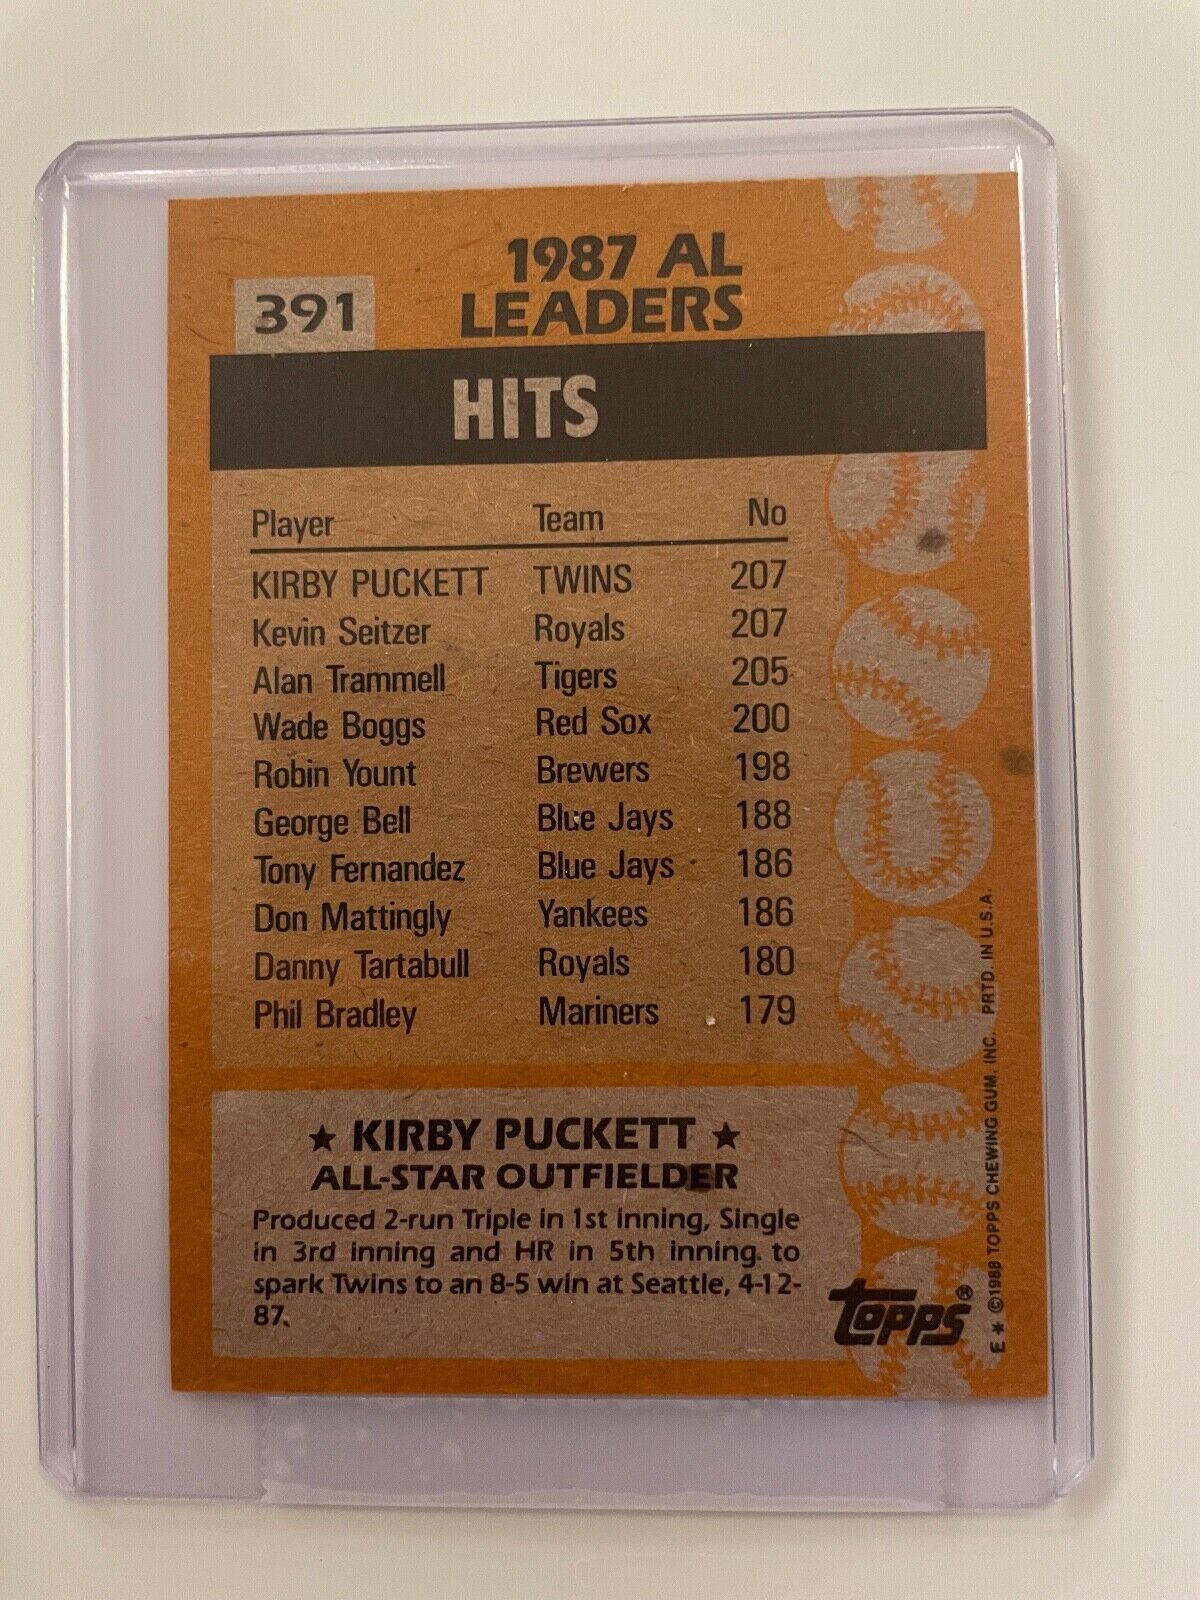 1987 AL
LEADERS
391
HITS
Player Team No
KIRBY PUCKETT TWINS 207
Kevin Seitzer Royals 207
Alan Trammell Tigers 205
Wade Boggs Red Sox 200
Robin Yount Brewers 198
George Bell Blue Jays 188
Tony Fernandez Blue Jays 186
Don Mattingly Yankees 186
Danny Tartabull Royals 180
Phil Bradley Mariners 179
★ KIRBY PUCKETT ★
ALL-STAR OUTFIELDER
Produced 2-run Triple in 1st inning, Single
in 3rd inning and HR in 5th inning. to
spark Twins to an 8-5 win at Seattle, 4-12-
87.
topps®
E ★ ©1988 TOPPS CHEWING GUM, INC. PRTD. IN U.S.A.